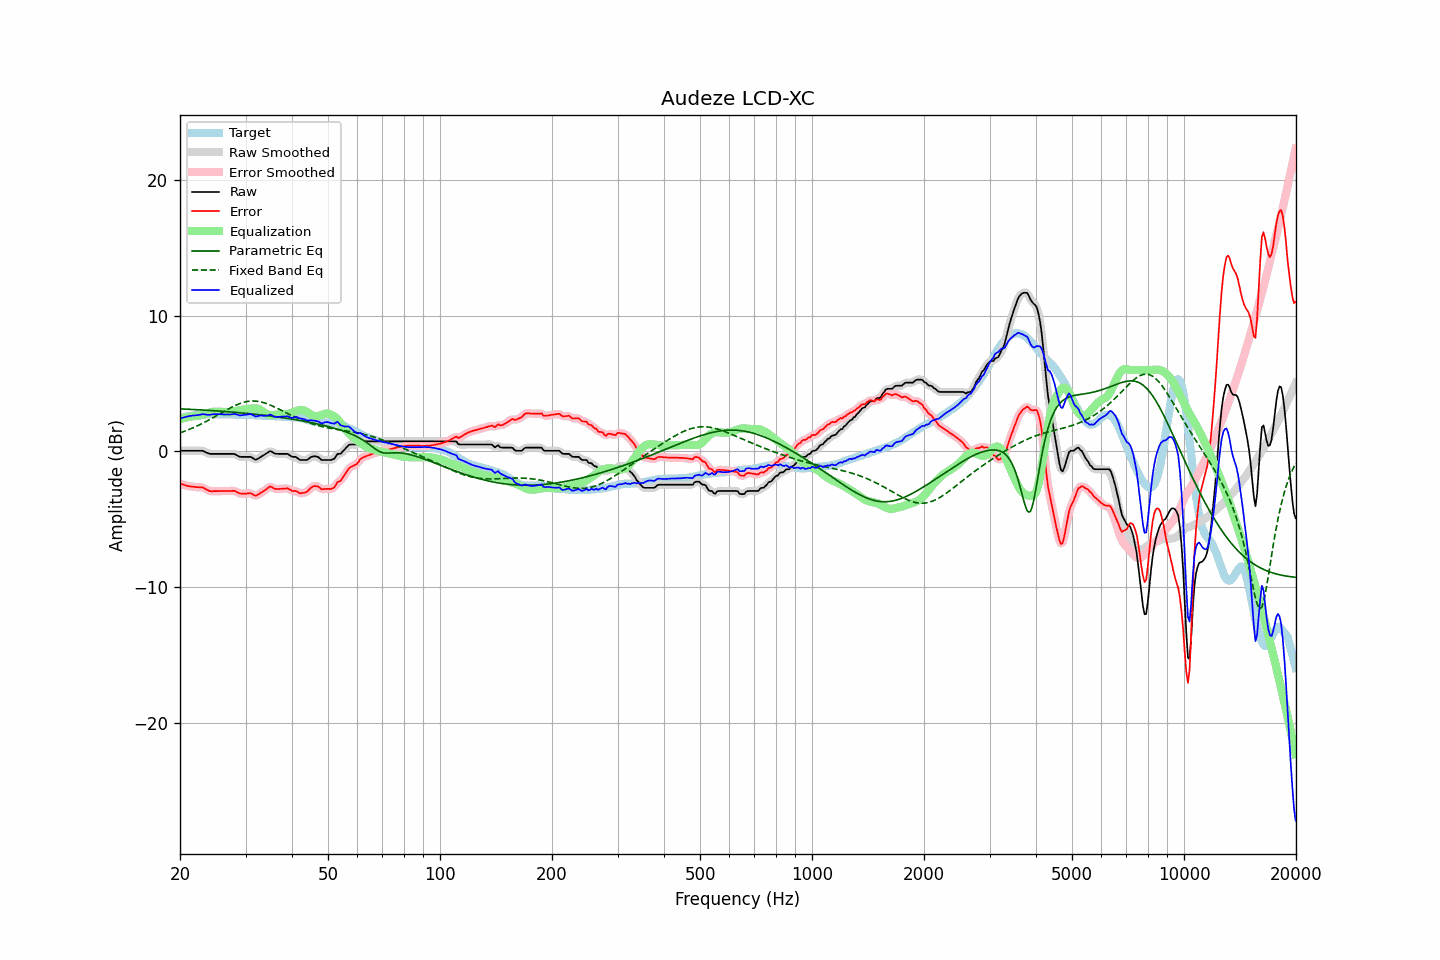 Audeze LCD-XC
Target
Raw Smoothed
Error Smoothed
Raw
Error
Equalization
Parametric Eq
Fixed Band Eq
Equalized
Amplitude (dBr)
20
10
0
−10
−20
20 50 100 200 500 1000 2000 5000 10000 20000
Frequency (Hz)